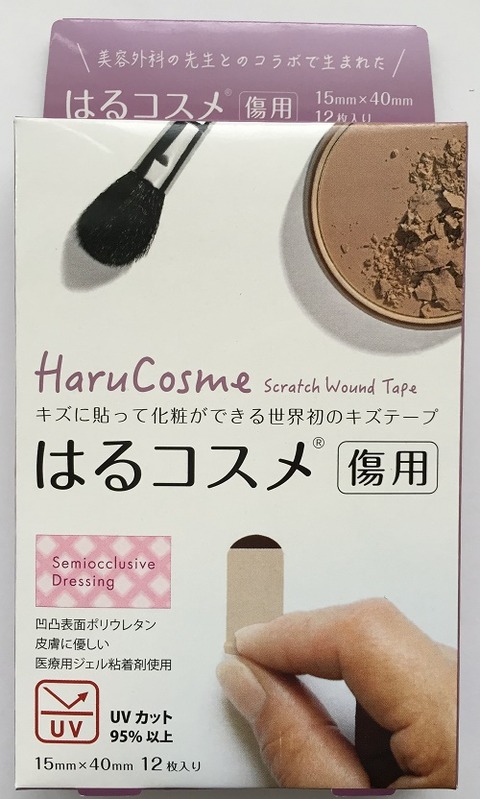 美容外科の先生とのコラボで生まれた
はるコスメ® 傷用 15mm×40mm
12枚入り
HaruCosme Scratch Wound Tape
キズに貼って化粧ができる世界初のキズテープ
はるコスメ® 傷用
Semiocclusive
Dressing
凹凸表面ポリウレタン
皮膚に優しい
医療用ジェル粘着剤使用
UV
UVカット
95%以上
15mm×40mm 12枚入り